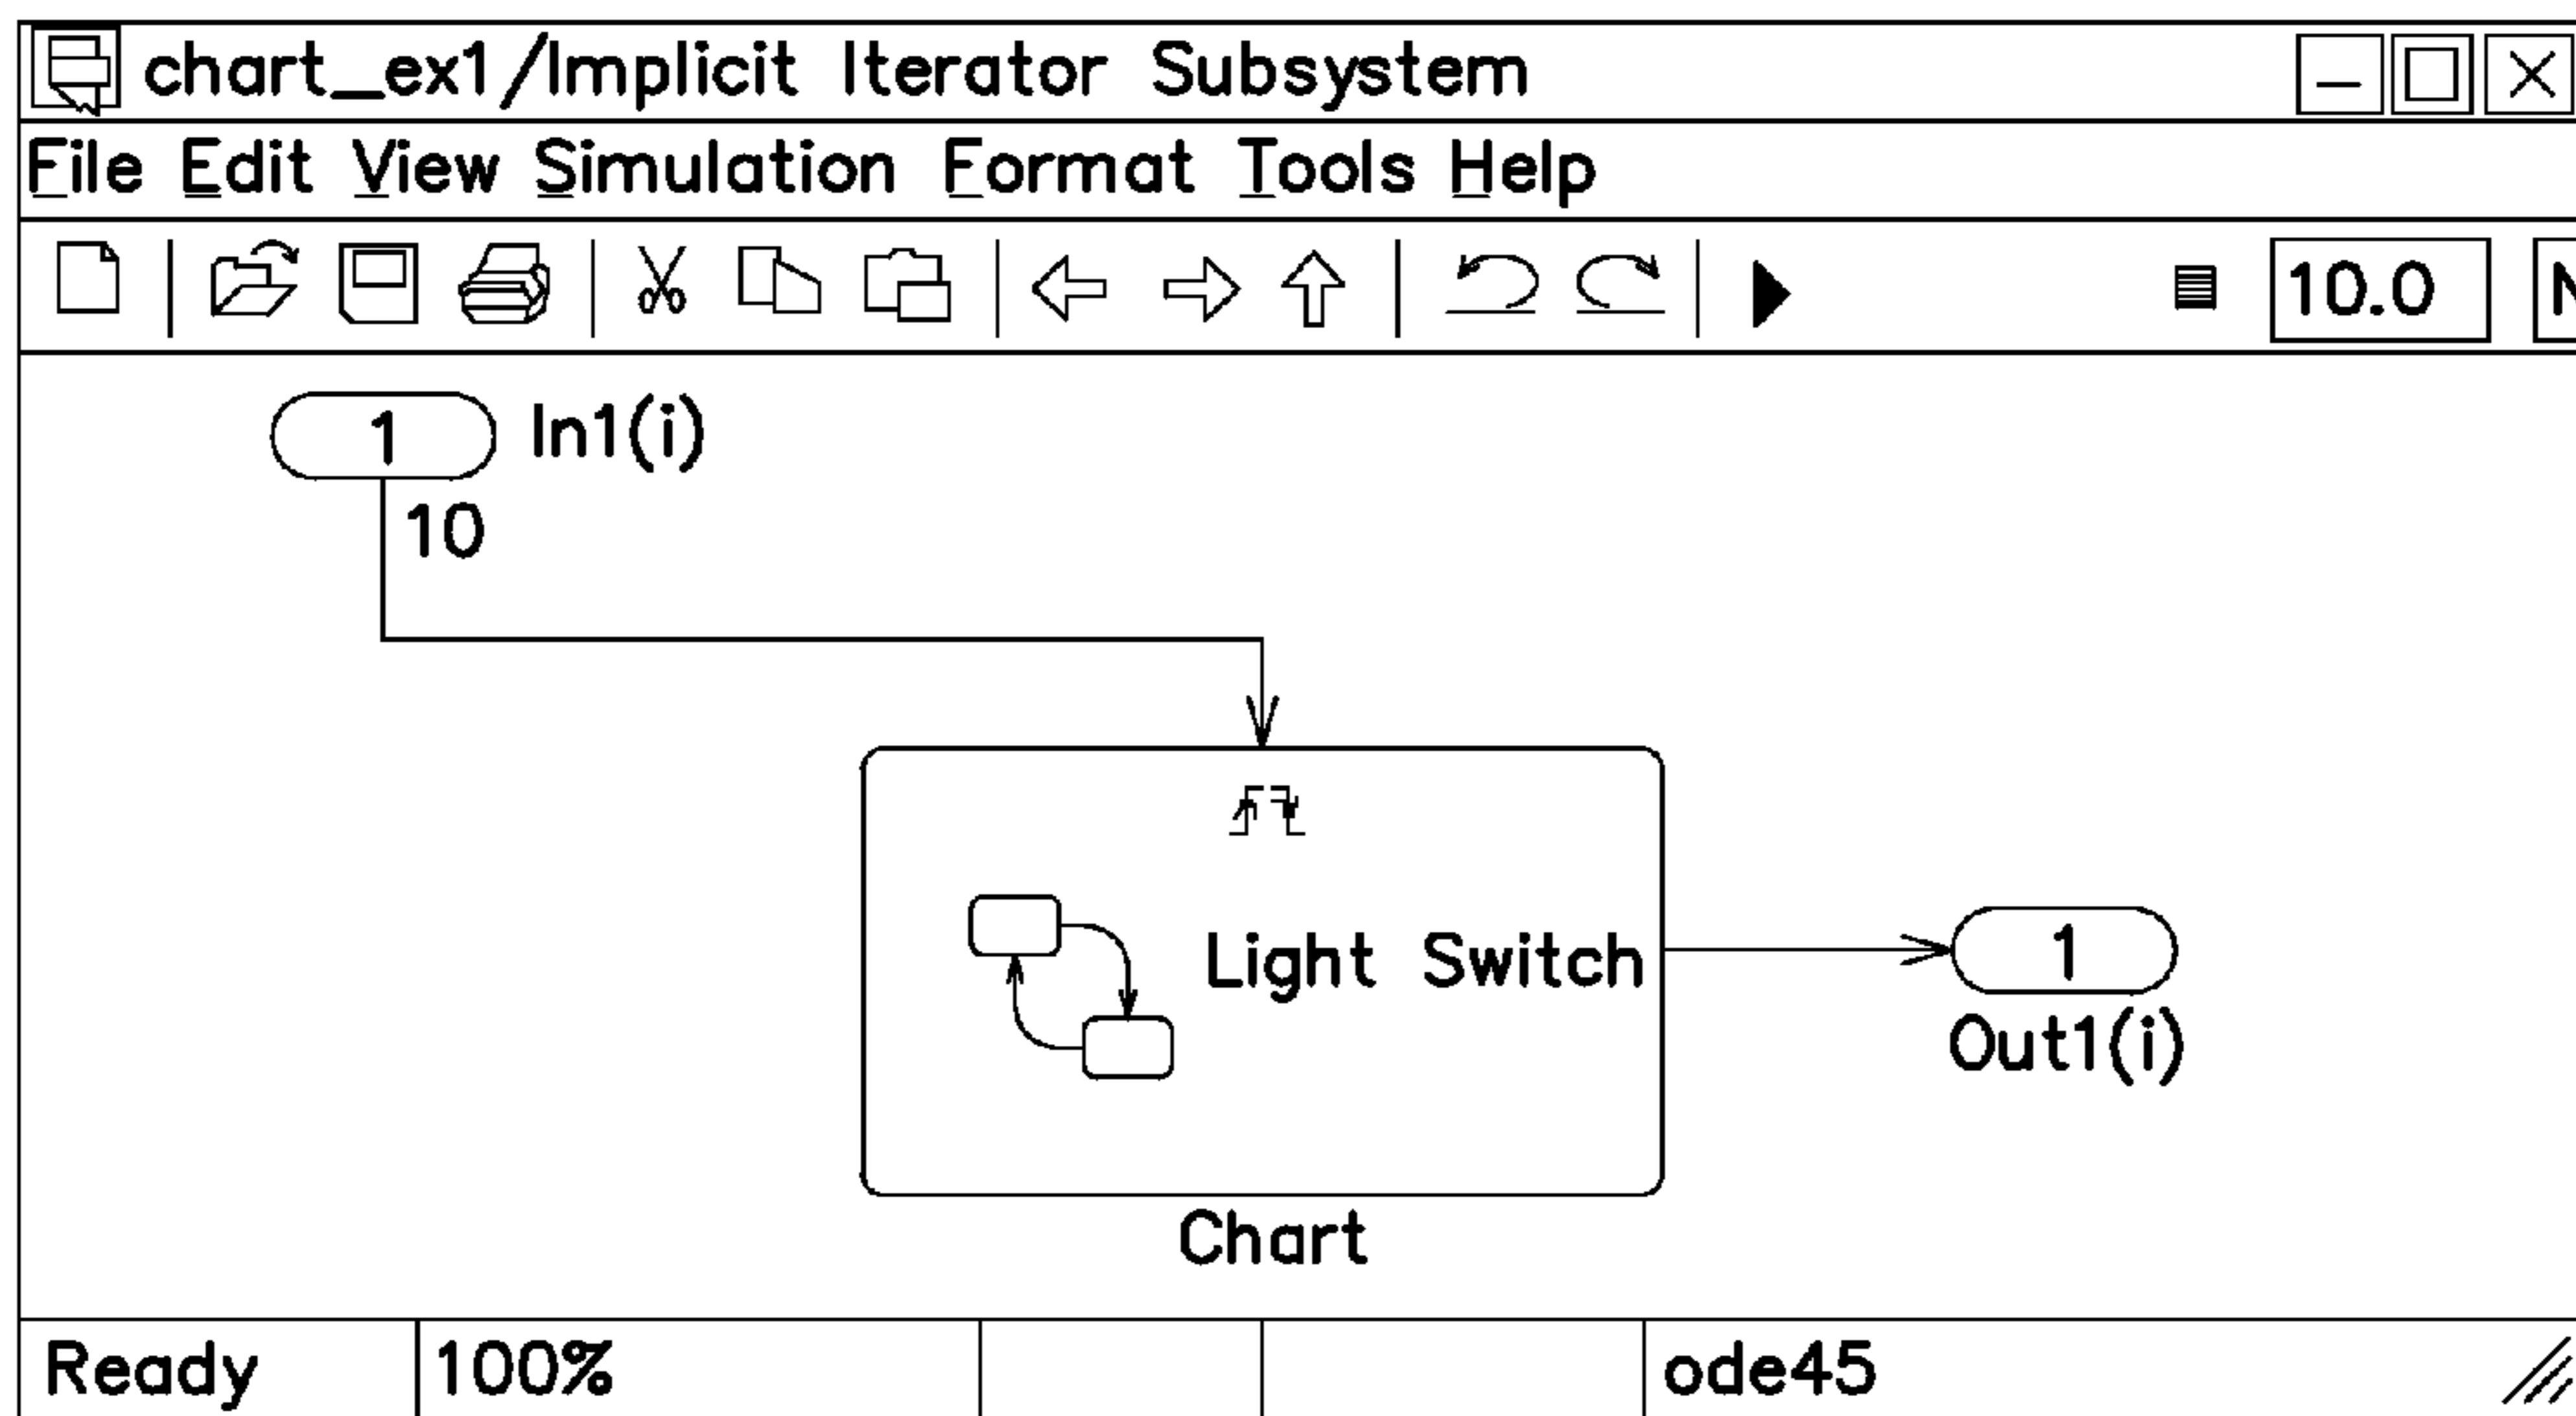 chart_ex1/Implicit Iterator Subsystem
File Edit View Simulation Format Tools Help
10.0
1 In1(i)
10
Light Switch
1
Out1(i)
Chart
Ready 100% ode45